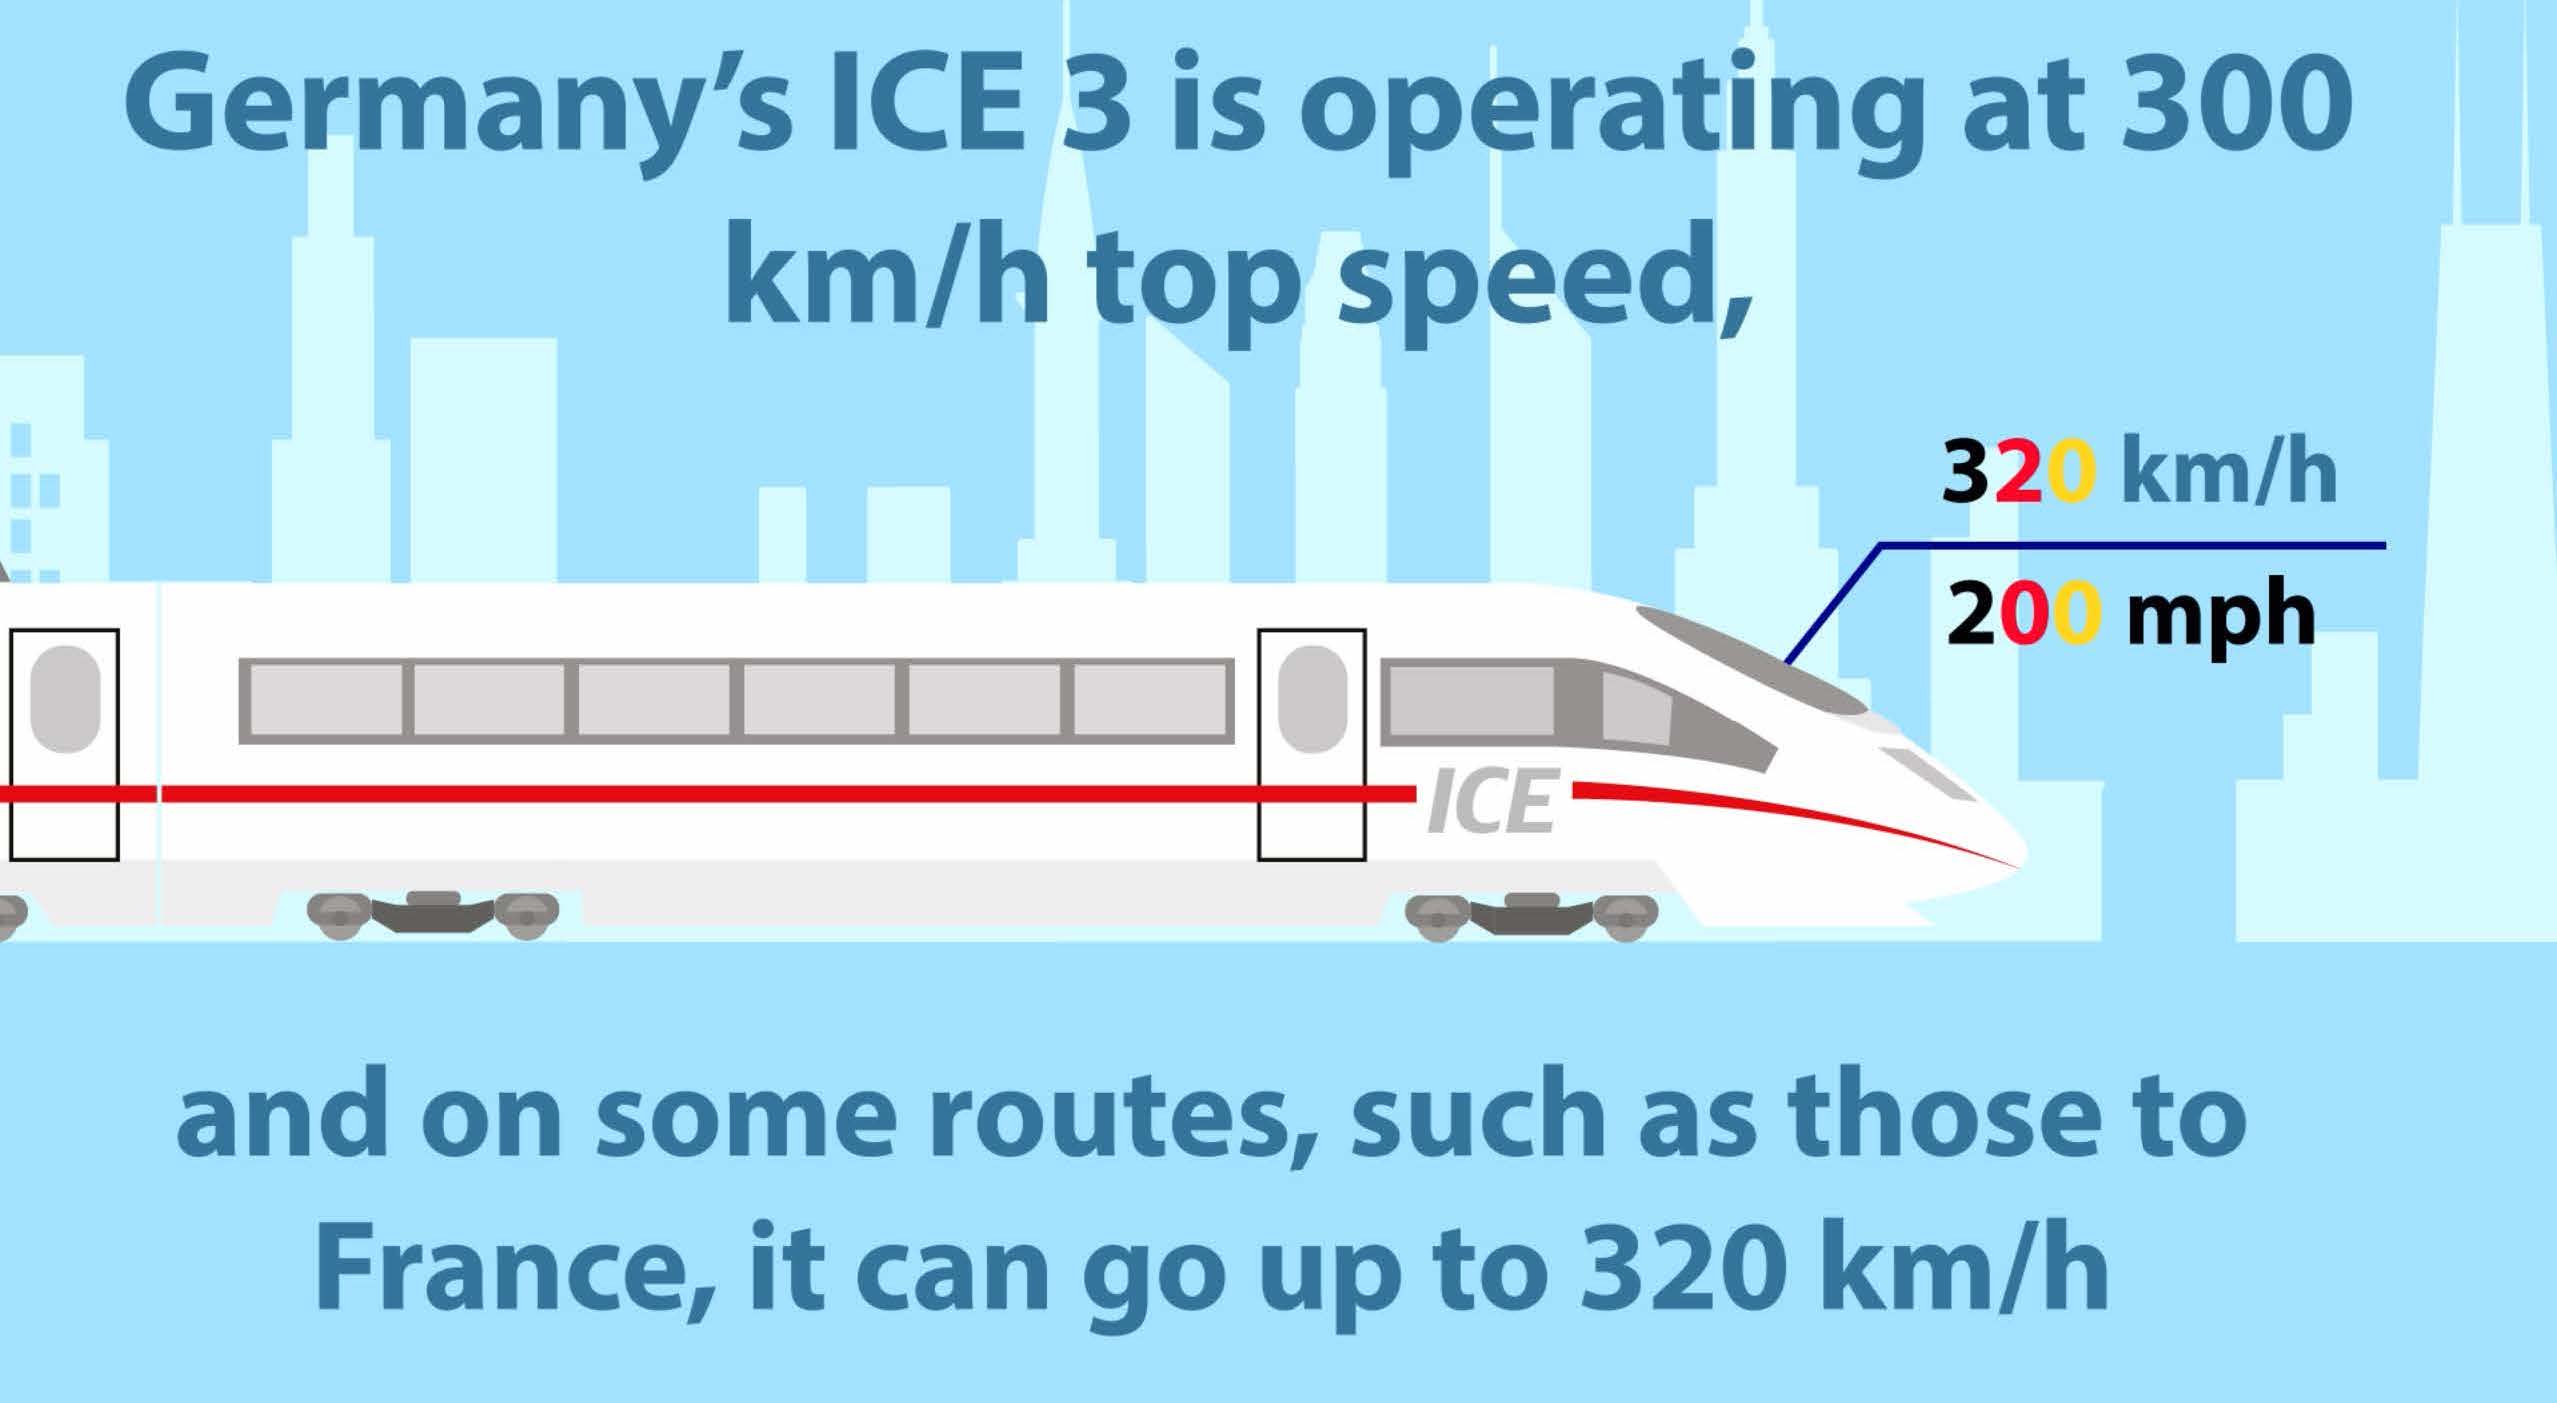 Germany’s ICE 3 is operating at 300
km/h top speed,
320 km/h
200 mph
ICE
and on some routes, such as those to
France, it can go up to 320 km/h